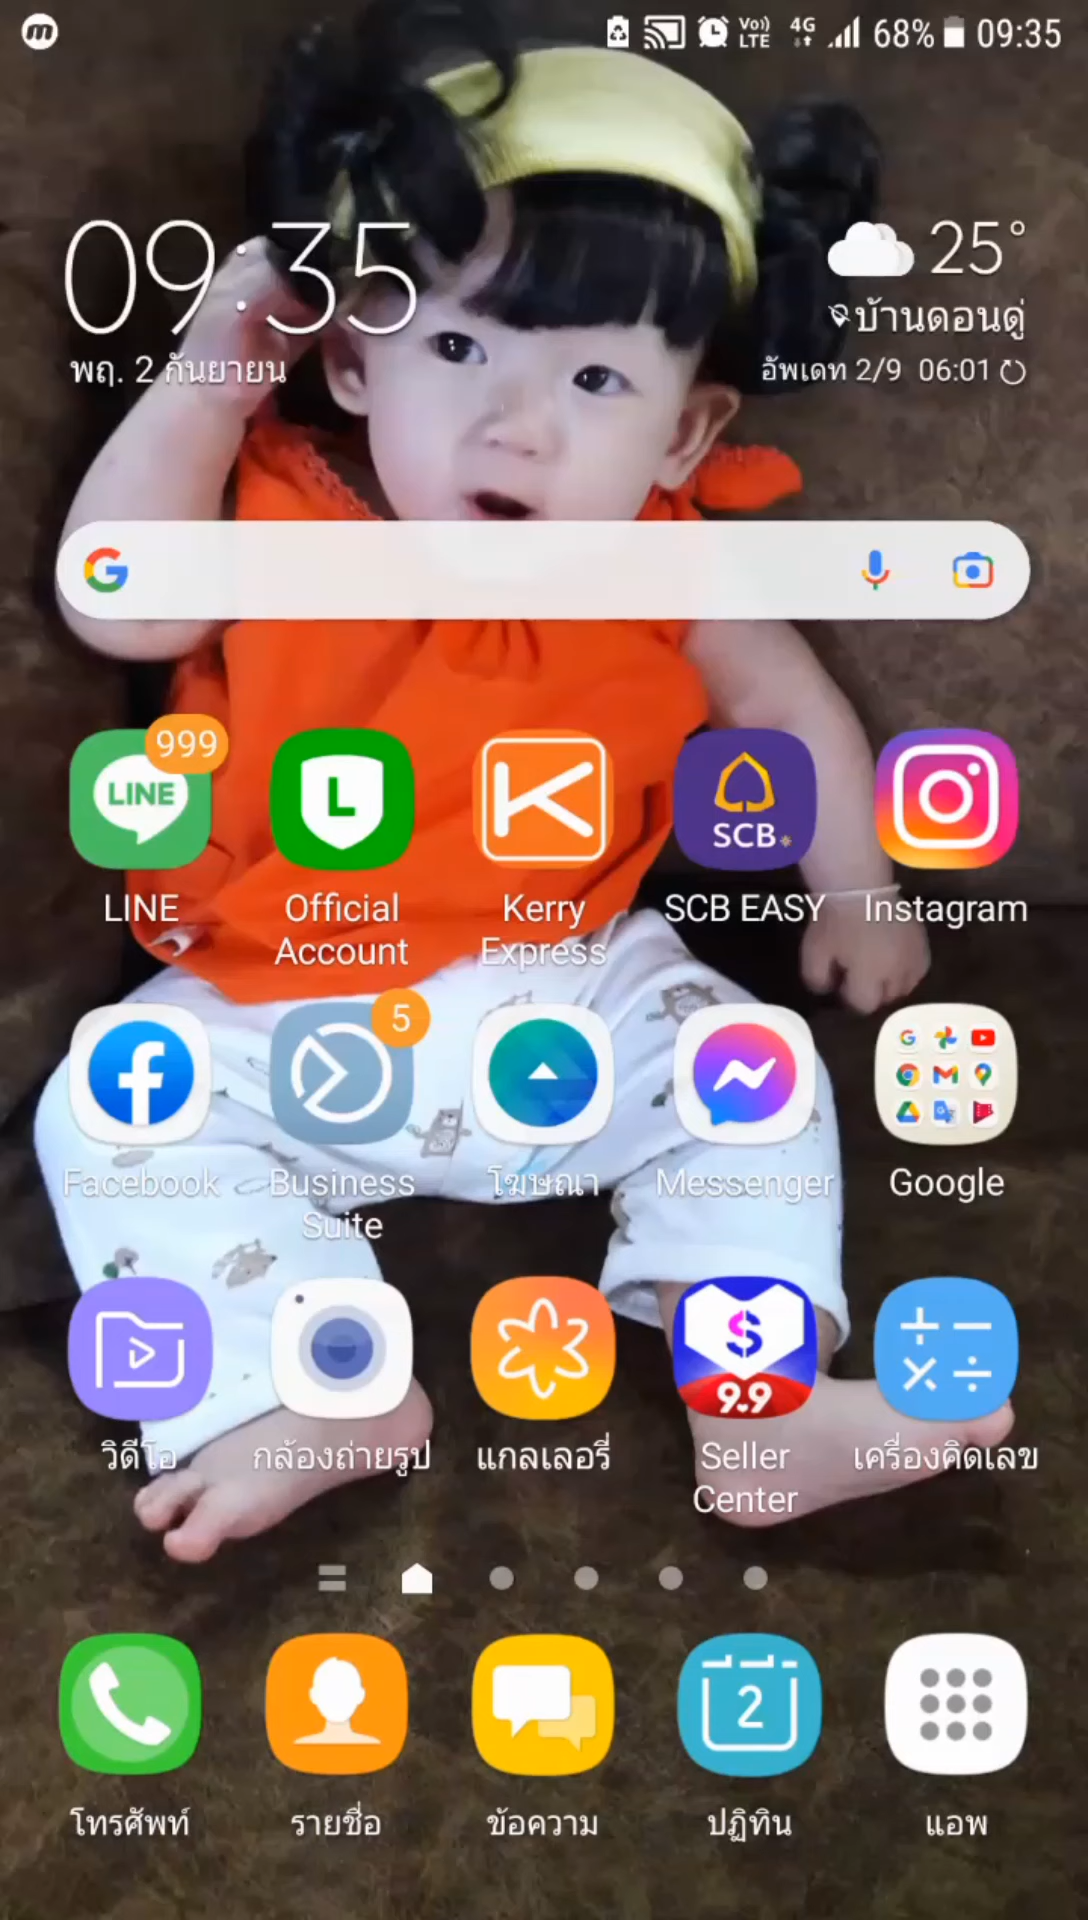 Vo))
LTE
4G
68%
09:35
09:35
25°
บ้านดอนดู่
พฤ. 2 กันยายน
อัพเดท 2/9 06:01
999
LINE
L
SCB
LINE
Official
Account
Kerry
Express
SCB EASY
Instagram
5
Facebook
Business
Suite
โฆษณา
Messenger
Google
$
9.9
วิดีโอ
กล้องถ่ายรูป
แกลเลอรี่
Seller
Center
เครื่องคิดเลข
2
โทรศัพท์
รายชื่อ
ข้อความ
ปฏิทิน
แอพ